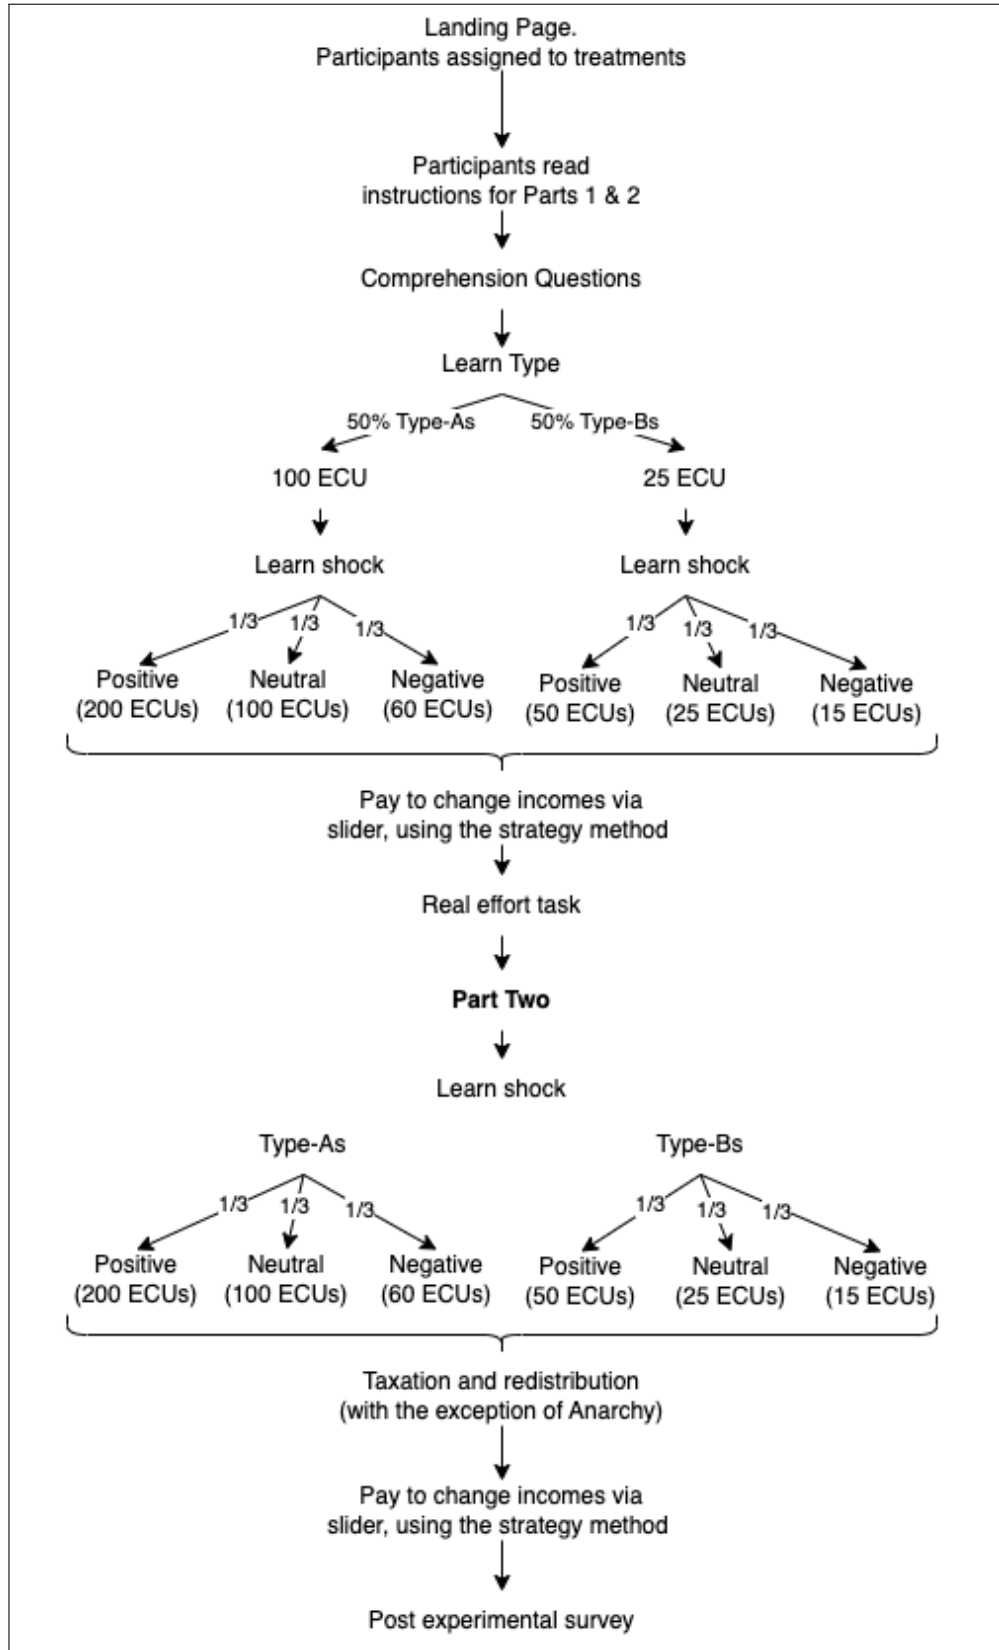 Landing Page.
Participants assigned to treatments
Participants read
instructions for Parts 1 & 2
Comprehension Questions
Learn Type
50% Type-As 50% Type-Bs
100 ECU 25 ECU
Learn shock Learn shock
1/3 1/3 1/3 1/3 1/3 1/3
Positive Neutral Negative Positive Neutral Negative
(200 ECUs) (100 ECUs) (60 ECUs) (50 ECUs) (25 ECUs) (15 ECUs)
Pay to change incomes via
slider, using the strategy method
Real effort task
Part Two
Learn shock
Type-As Type-Bs
1/3 1/3 1/3 1/3 1/3 1/3
Positive Neutral Negative Positive Neutral Negative
(200 ECUs) (100 ECUs) (60 ECUs) (50 ECUs) (25 ECUs) (15 ECUs)
Taxation and redistribution
(with the exception of Anarchy)
Pay to change incomes via
slider, using the strategy method
Post experimental survey